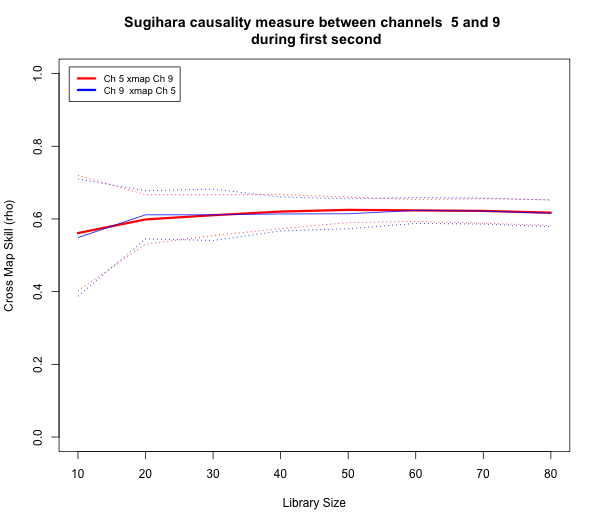 Sugihara causality measure between channels  5 and 9
during first second
Ch 5 xmap Ch 9
Ch 9  xmap Ch 5
Cross Map Skill (rho)
1.0
0.8
0.6
0.4
0.2
0.0
10 20 30 40 50 60 70 80
Library Size